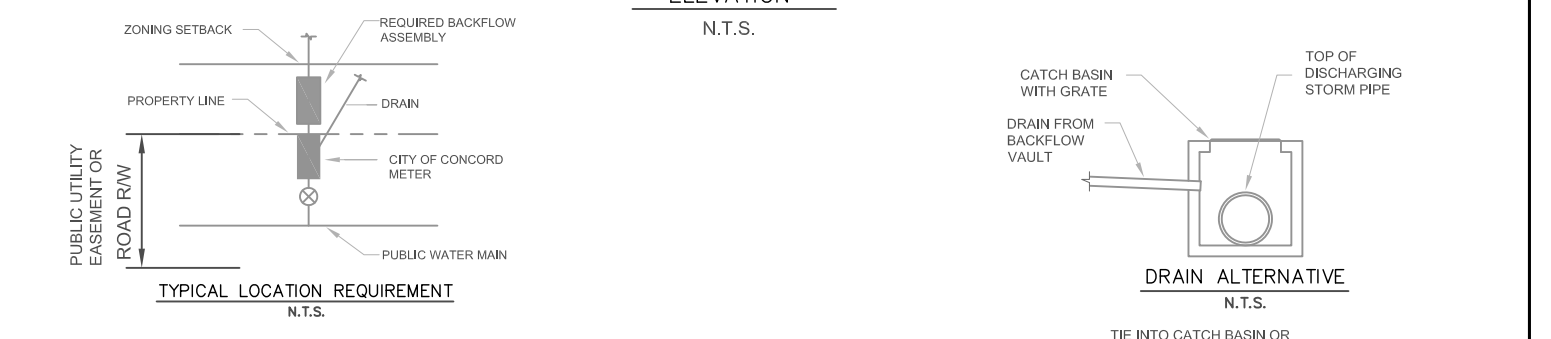 ELEVATION
N.T.S.
ZONING SETBACK
REQUIRED BACKFLOW
ASSEMBLY
PROPERTY LINE
DRAIN
CITY OF CONCORD
METER
PUBLIC UTILITY
EASEMENT OR
ROAD R/W
PUBLIC WATER MAIN
TYPICAL LOCATION REQUIREMENT
N.T.S.
CATCH BASIN
WITH GRATE
TOP OF
DISCHARGING
STORM PIPE
DRAIN FROM
BACKFLOW
VAULT
DRAIN ALTERNATIVE
N.T.S.
TIE INTO CATCH BASIN OR